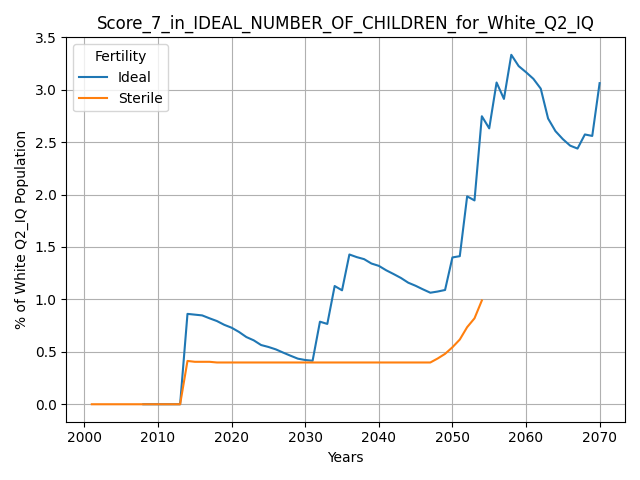 Score_7_in_IDEAL_NUMBER_OF_CHILDREN_for_White_Q2_IQ
Fertility
Ideal
Sterile
% of White Q2_IQ Population
3.5
3.0
2.5
2.0
1.5
1.0
0.5
0.0
2000 2010 2020 2030 2040 2050 2060 2070
Years